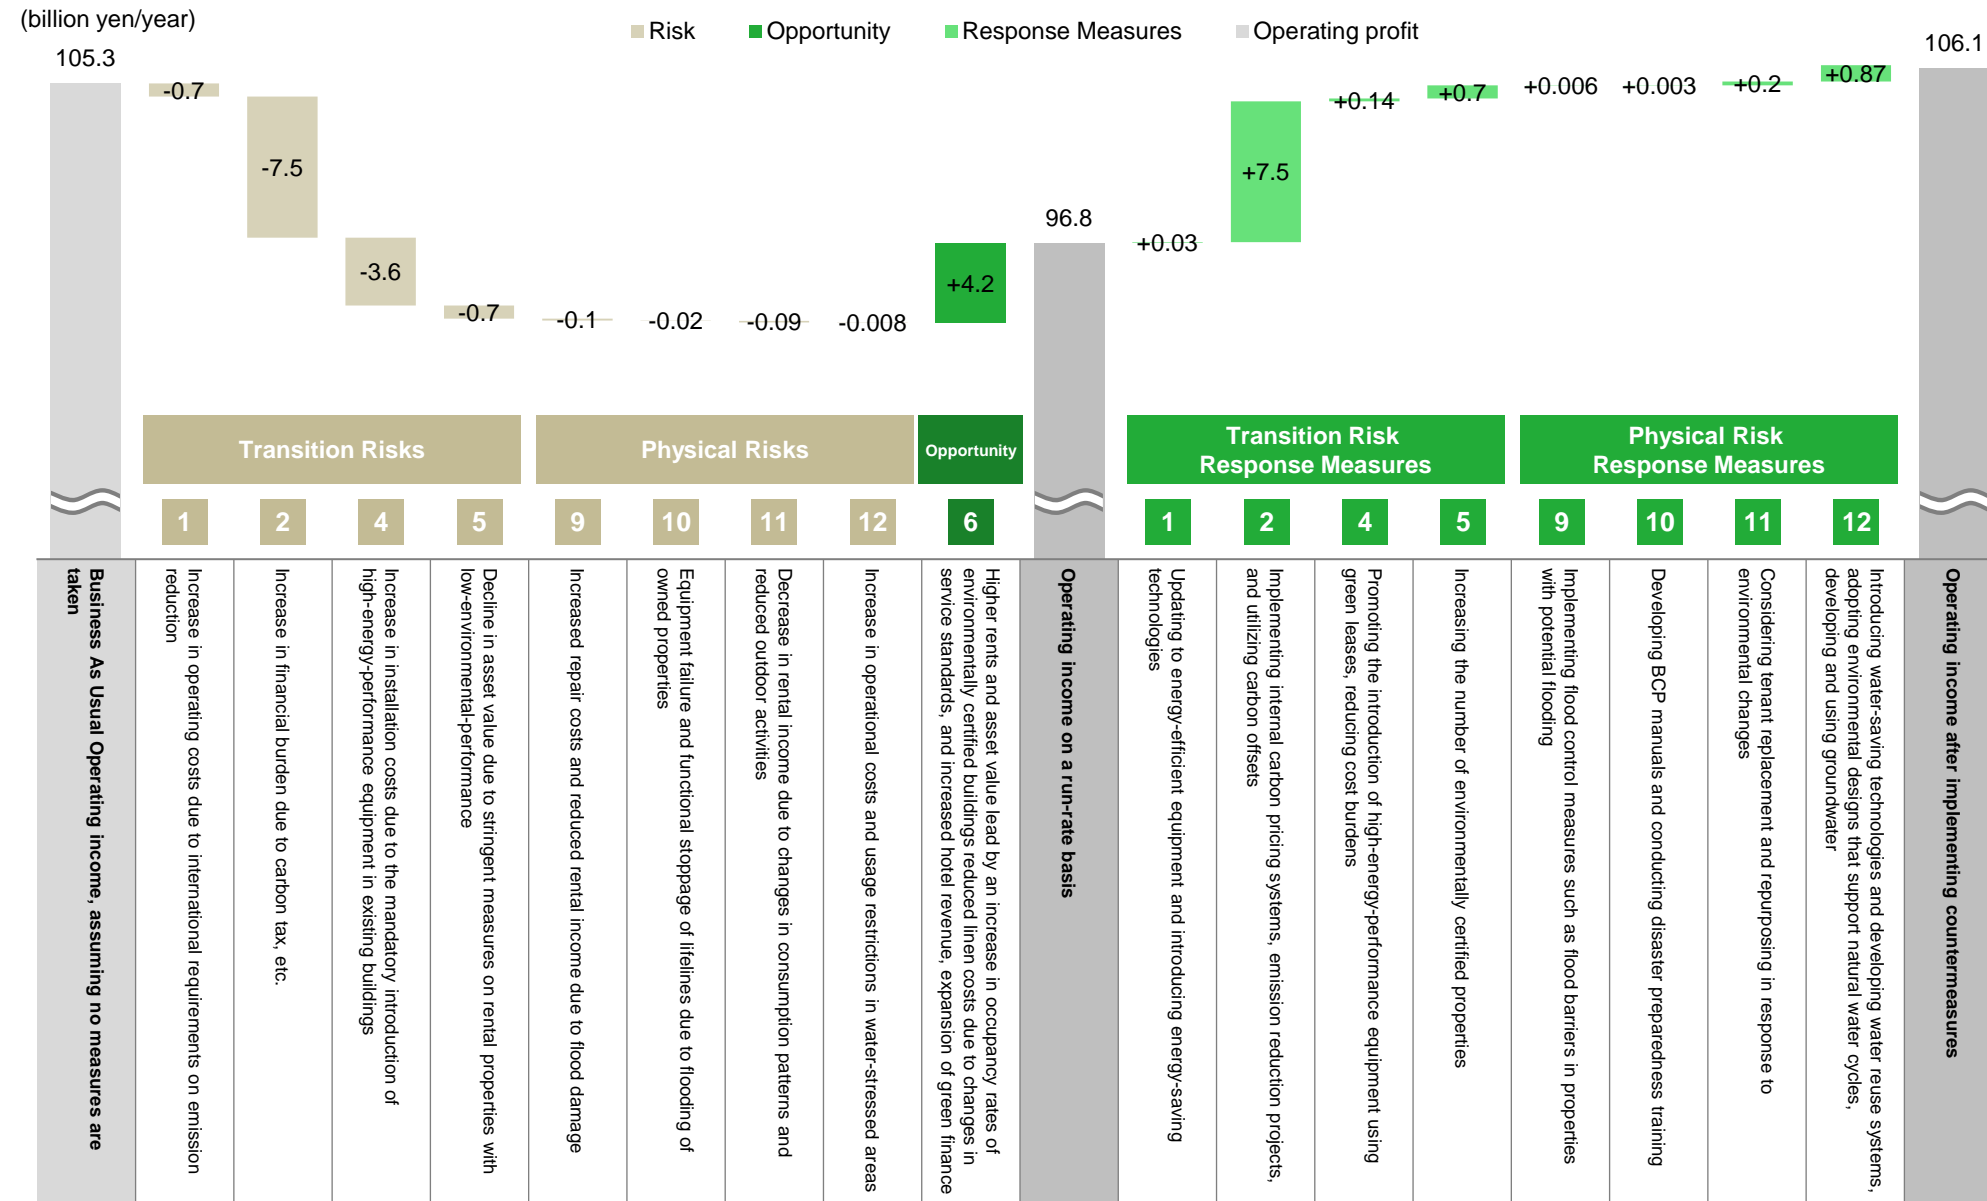 (billion yen/year)
Risk
Opportunity
Response Measures
Operating profit
105.3
-0.7
-7.5
-3.6
-0.7
-0.1
-0.02
-0.09
-0.008
+4.2
96.8
+0.03
+7.5
+0.14
+0.7
+0.006
+0.003
+0.2
+0.87
106.1
Transition Risks
Physical Risks
Opportunity
Transition Risk
Response Measures
Physical Risk
Response Measures
1
2
4
5
9
10
11
12
6
1
2
4
5
9
10
11
12
Business As Usual Operating income, assuming no measures are
taken
Increase in operating costs due to international requirements on emission
reduction
Increase in financial burden due to carbon tax, etc.
Increase in installation costs due to the mandatory introduction of
high-energy-performance equipment in existing buildings
Decline in asset value due to stringent measures on rental properties with
low-environmental-performance
Increased repair costs and reduced rental income due to flood damage
Equipment failure and functional stoppage of lifelines due to flooding of
owned properties
Decrease in rental income due to changes in consumption patterns and
reduced outdoor activities
Increase in operational costs and usage restrictions in water-stressed areas
Higher rents and asset value lead by an increase in occupancy rates of
environmentally certified buildings reduced linen costs due to changes in
service standards, and increased hotel revenue, expansion of green finance
Operating income on a run-rate basis
Updating to energy-efficient equipment and introducing energy-saving
technologies
Implementing internal carbon pricing systems, emission reduction projects,
and utilizing carbon offsets
Promoting the introduction of high-energy-performance equipment using
green leases, reducing cost burdens
Increasing the number of environmentally certified properties
Implementing flood control measures such as flood barriers in properties
with potential flooding
Developing BCP manuals and conducting disaster preparedness training
Considering tenant replacement and repurposing in response to
environmental changes
Introducing water-saving technologies and developing water reuse systems,
adopting environmental designs that support natural water cycles,
developing and using groundwater
Operating income after implementing countermeasures